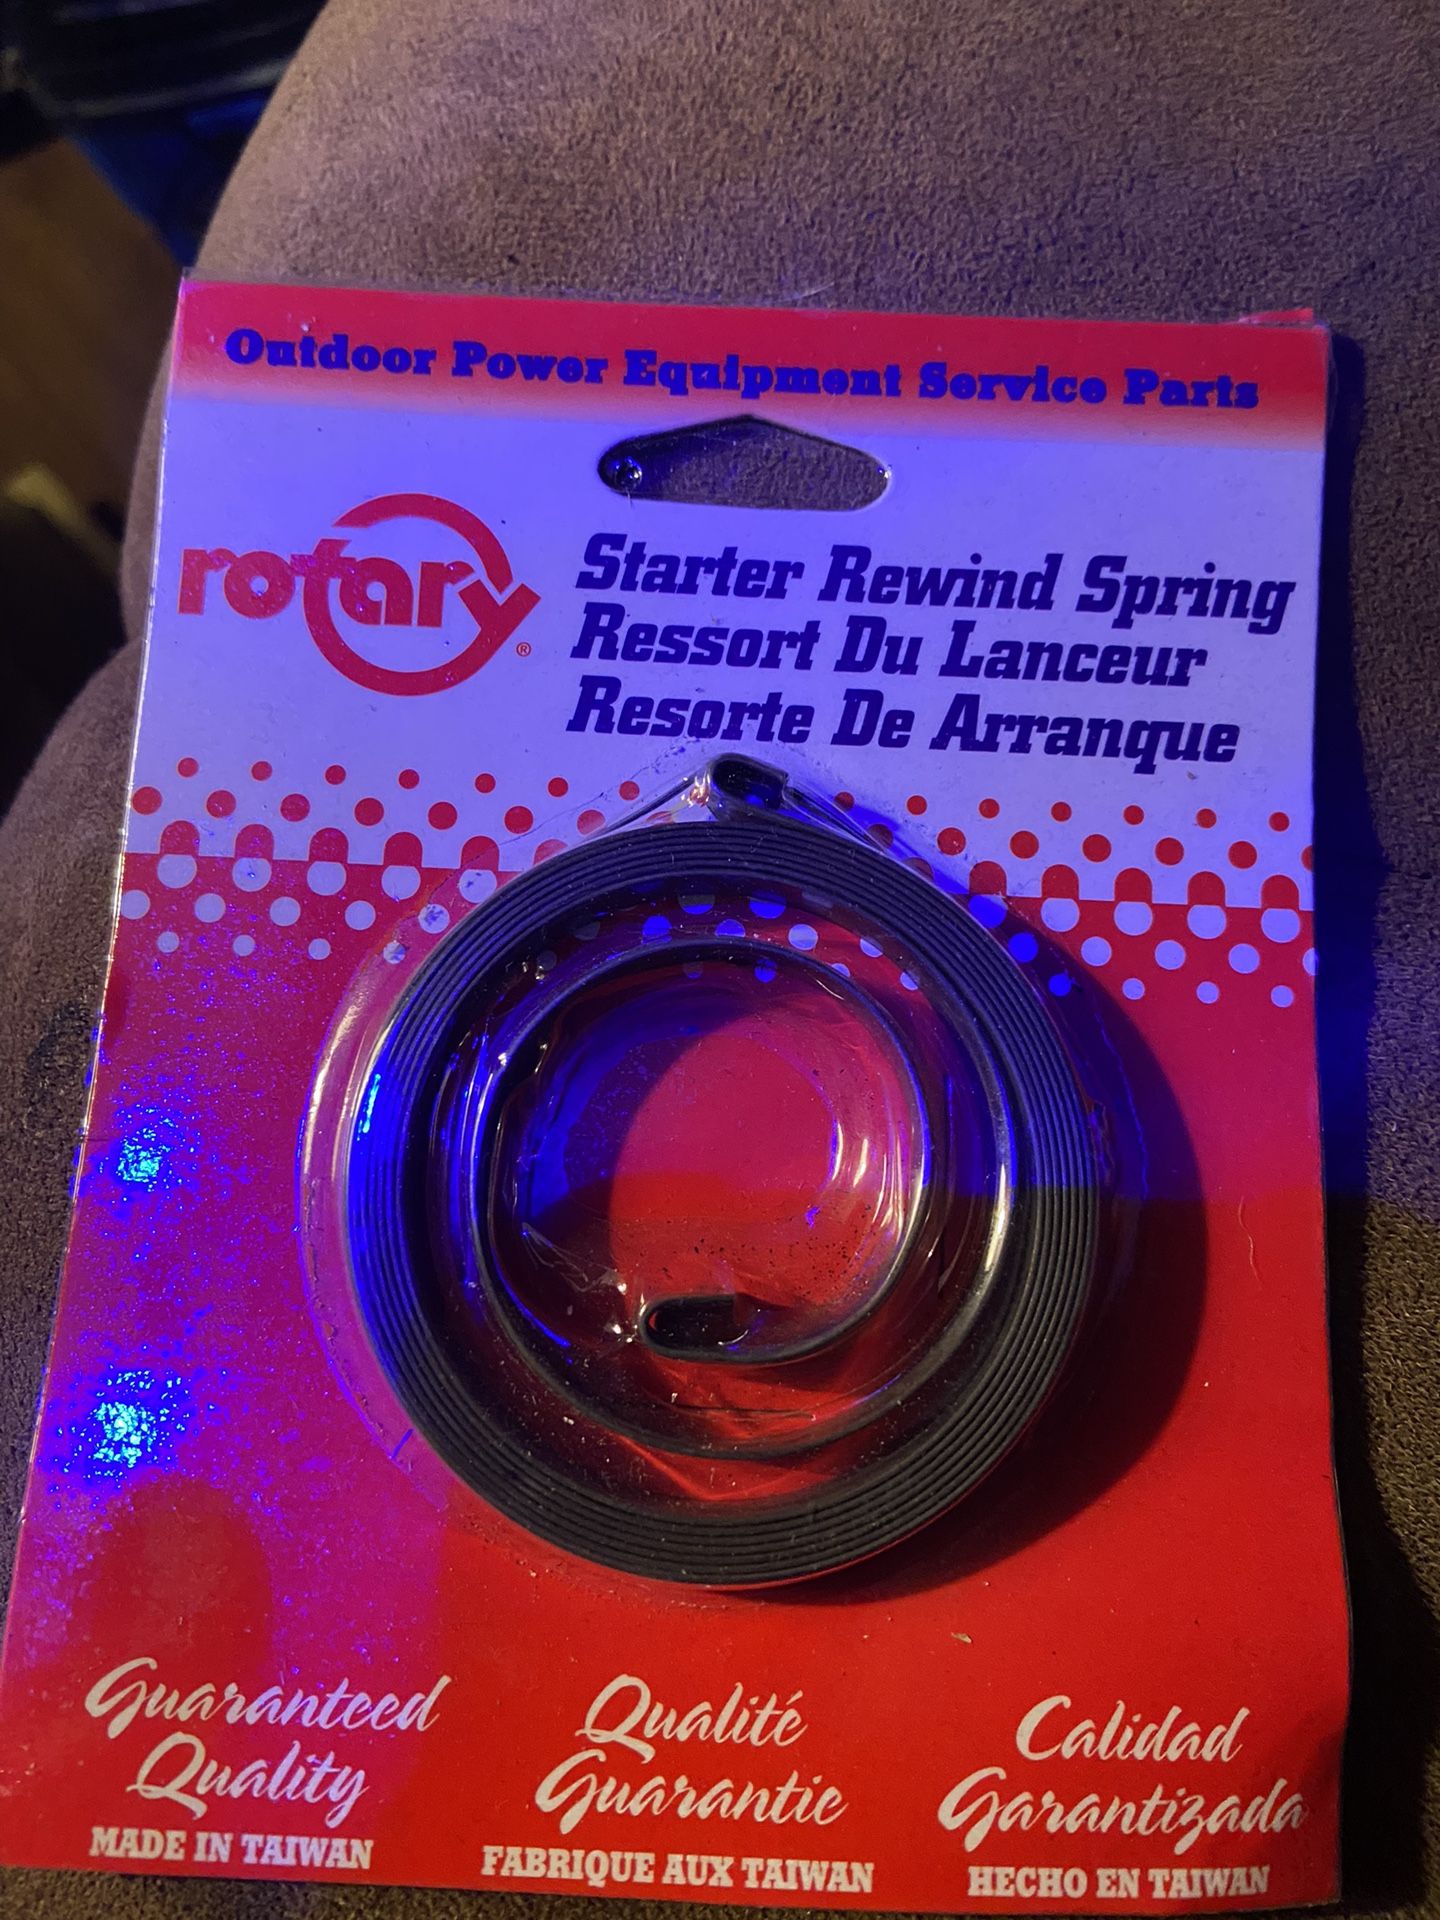 Outdoor Power Equipment Service Parts
rotary®
Starter Rewind Spring
Ressort Du Lanceur
Resorte De Arranque
Guaranteed
Quality
MADE IN TAIWAN
Qualité
Guarantie
FABRIQUE AUX TAIWAN
Calidad
Garantizada
HECHO EN TAIWAN